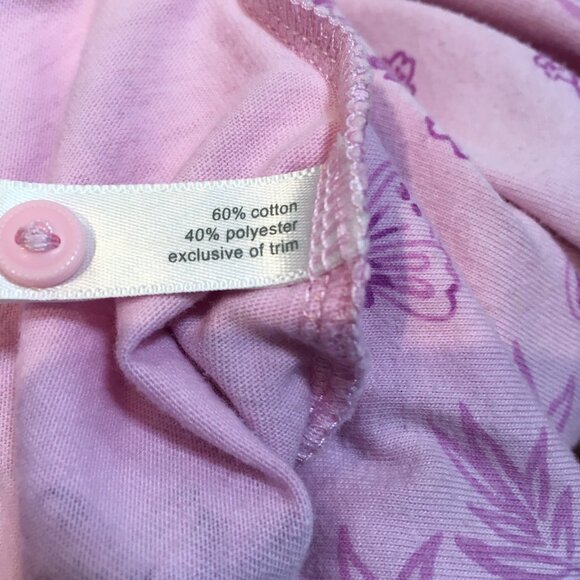 60% cotton
40% polyester
exclusive of trim